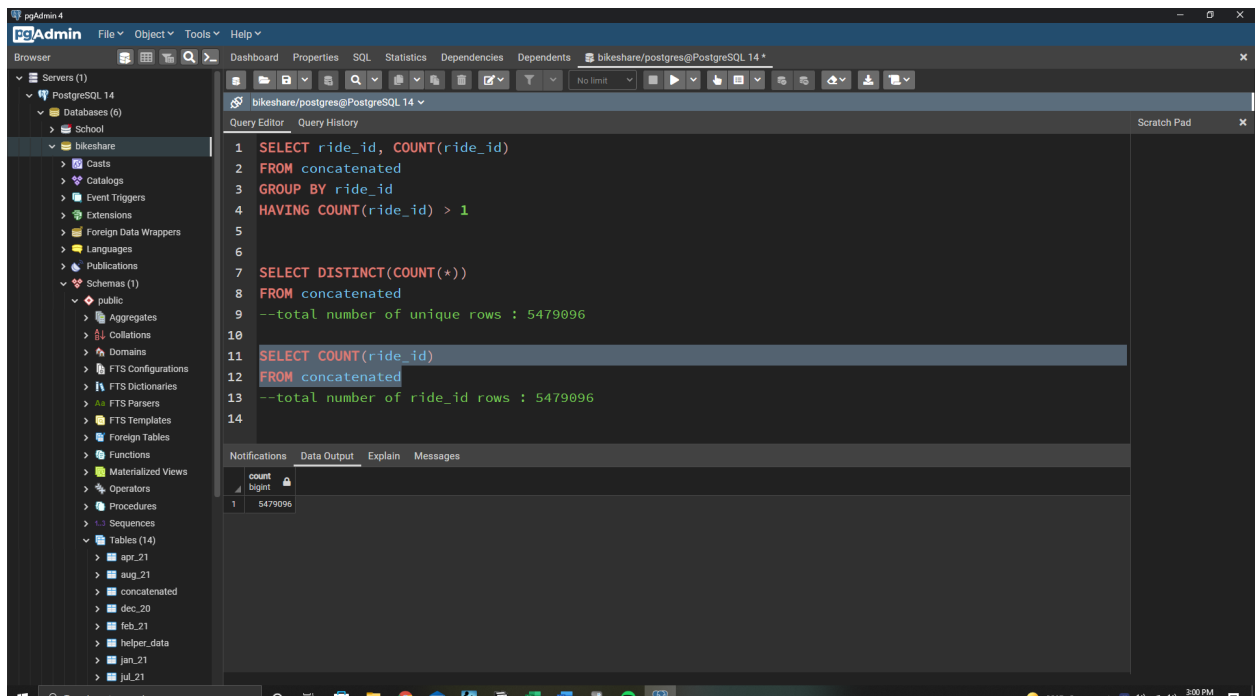 pgAdmin 4
pgAdmin File Object Tools Help
Browser
Dashboard Properties SQL Statistics Dependencies Dependents bikeshare/postgres@PostgreSQL 14 *
Servers (1)
PostgreSQL 14
Databases (6)
School
bikeshare
Casts
Catalogs
Event Triggers
Extensions
Foreign Data Wrappers
Languages
Publications
Schemas (1)
public
Aggregates
Collations
Domains
FTS Configurations
FTS Dictionaries
FTS Parsers
FTS Templates
Foreign Tables
Functions
Materialized Views
Operators
Procedures
Sequences
Tables (14)
apr_21
aug_21
concatenated
dec_20
feb_21
helper_data
jan_21
jul_21
No limit
bikeshare/postgres@PostgreSQL 14
Query Editor Query History
Scratch Pad
1 SELECT ride_id, COUNT(ride_id)
2 FROM concatenated
3 GROUP BY ride_id
4 HAVING COUNT(ride_id) > 1
5
6
7 SELECT DISTINCT(COUNT(*))
8 FROM concatenated
9 --total number of unique rows : 5479096
10
11 SELECT COUNT(ride_id)
12 FROM concatenated
13 --total number of ride_id rows : 5479096
14
Notifications Data Output Explain Messages
count
bigint
1 5479096
3:00 PM